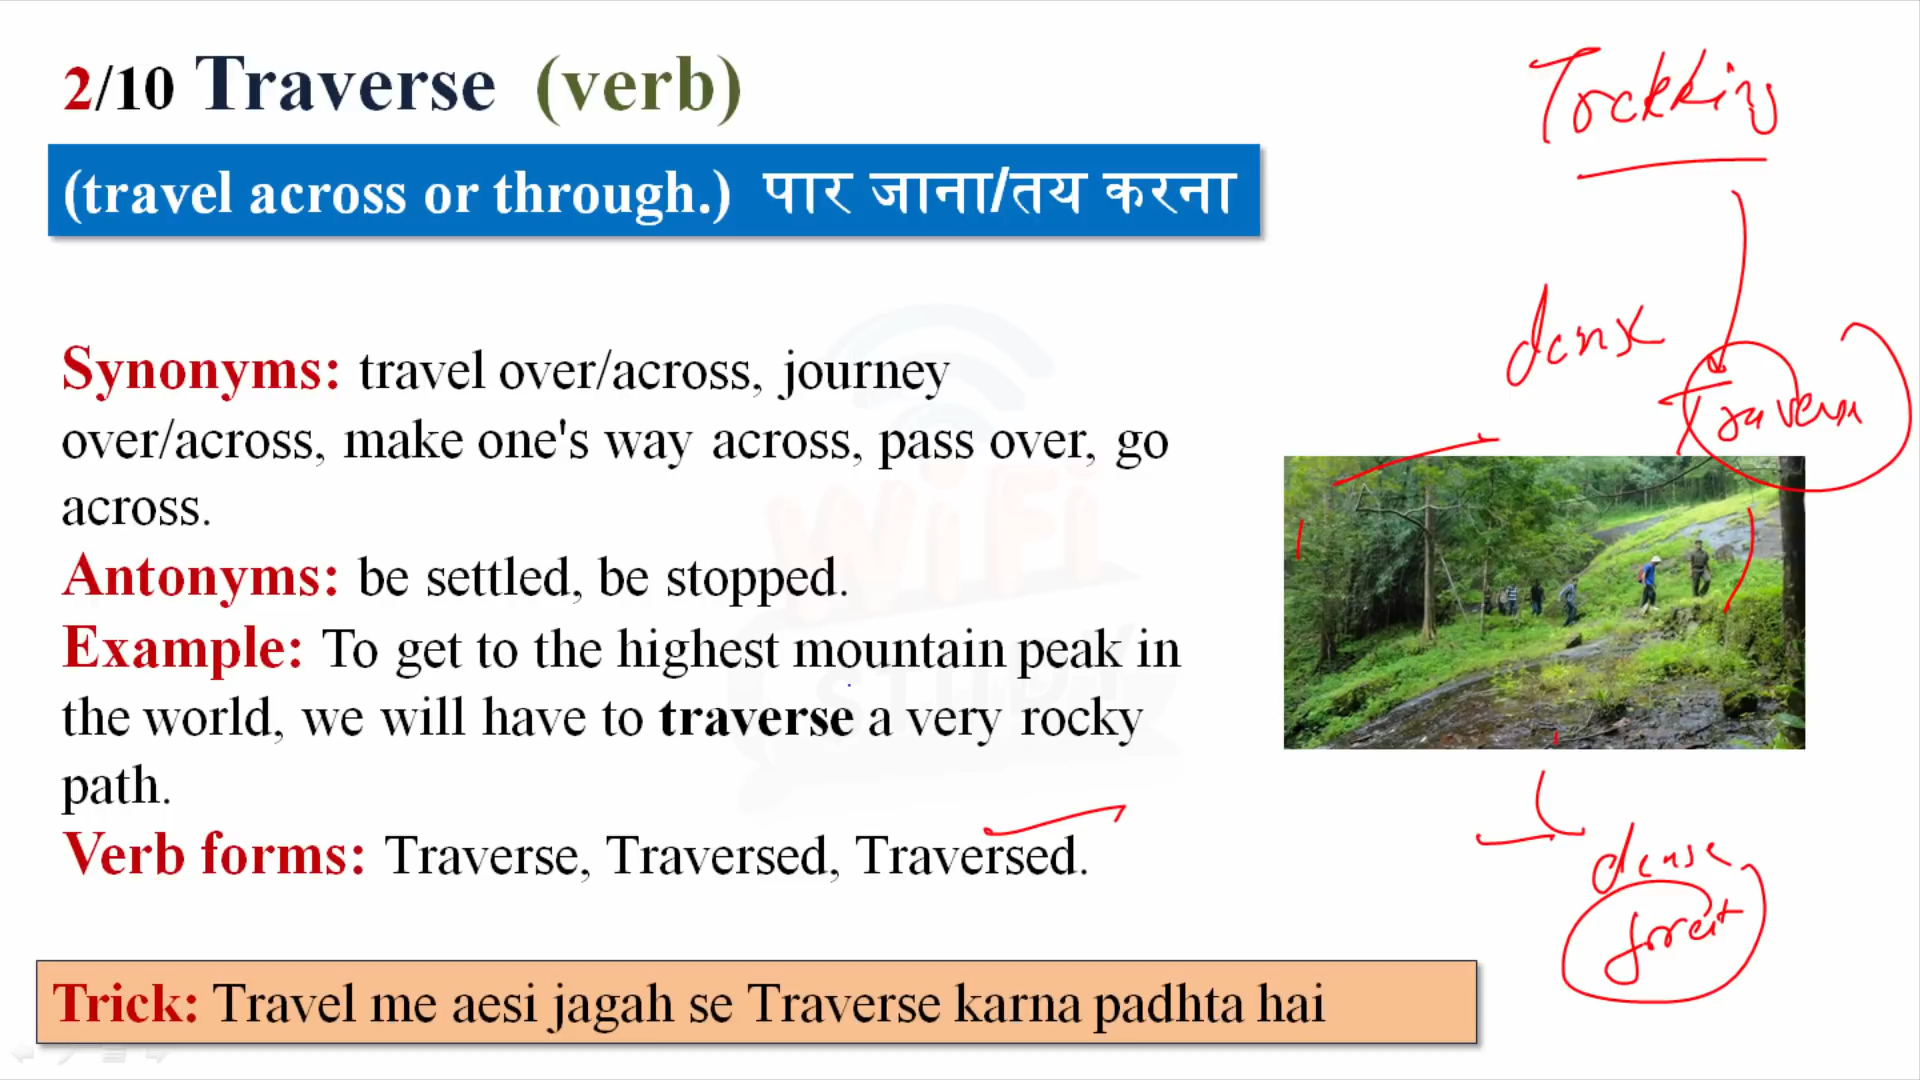 2/10 Traverse (verb)
(travel across or through.) पार जाना/तय करना
Synonyms: travel over/across, journey
over/across, make one's way across, pass over, go
across.
Antonyms: be settled, be stopped.
Example: To get to the highest mountain peak in
the world, we will have to traverse a very rocky
path.
Verb forms: Traverse, Traversed, Traversed.
Trick: Travel me aesi jagah se Traverse karna padhta hai
WiFi
STUDY
Trekking
dense
Traverse
dense
forest